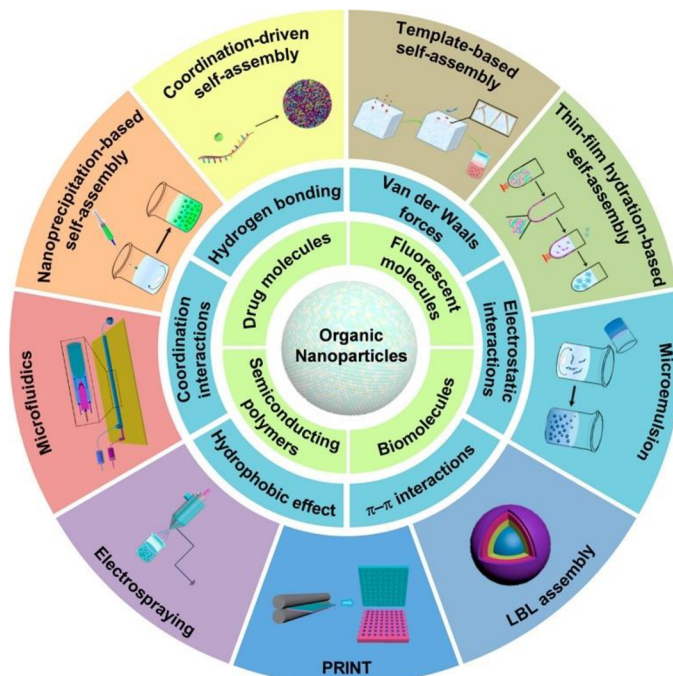 Coordination-driven
self-assembly
Template-based
self-assembly
Thin-film hydration-based
self-assembly
Microemulsion
LBL assembly
PRINT
Electrospraying
Microfluidics
Nanoprecipitation-based
self-assembly
Hydrogen bonding
Van der Waals
forces
Electrostatic
interactions
π–π interactions
Hydrophobic effect
Coordination
interactions
Drug molecules
Fluorescent
molecules
Biomolecules
Semiconducting
polymers
Organic
Nanoparticles